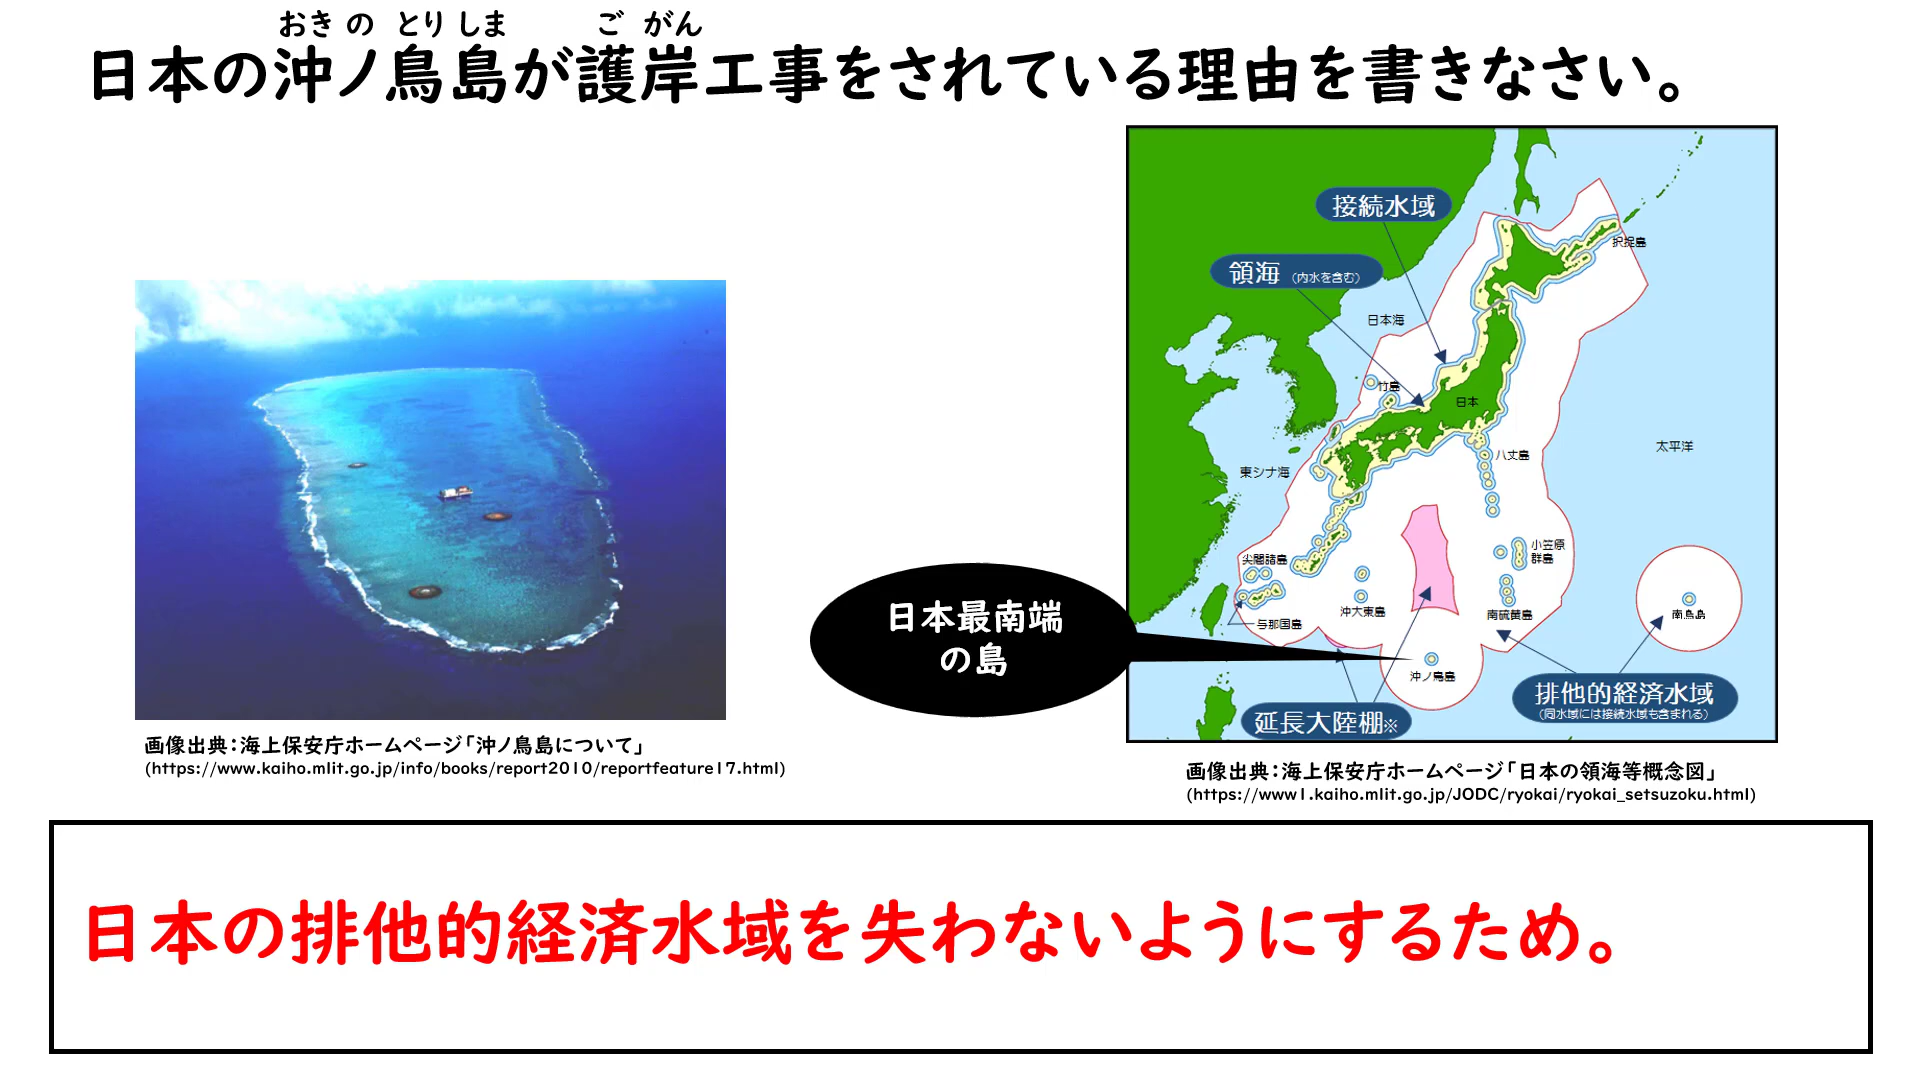 おき の とり しま ご がん
日本の沖ノ鳥島が護岸工事をされている理由を書きなさい。
接続水域
択捉島
領海 (内水を含む)
日本海
竹島
日本
太平洋
八丈島
東シナ海
小笠原
群島
尖閣諸島
沖大東島
南硫黄島
南鳥島
与那国島
日本最南端
の島
沖ノ鳥島
排他的経済水域
(同水域には接続水域も含まれる)
延長大陸棚※
画像出典：海上保安庁ホームページ「沖ノ鳥島について」
(https://www.kaiho.mlit.go.jp/info/books/report2010/reportfeature17.html)
画像出典：海上保安庁ホームページ「日本の領海等概念図」
(https://www1.kaiho.mlit.go.jp/JODC/ryokai/ryokai_setsuzoku.html)
日本の排他的経済水域を失わないようにするため。